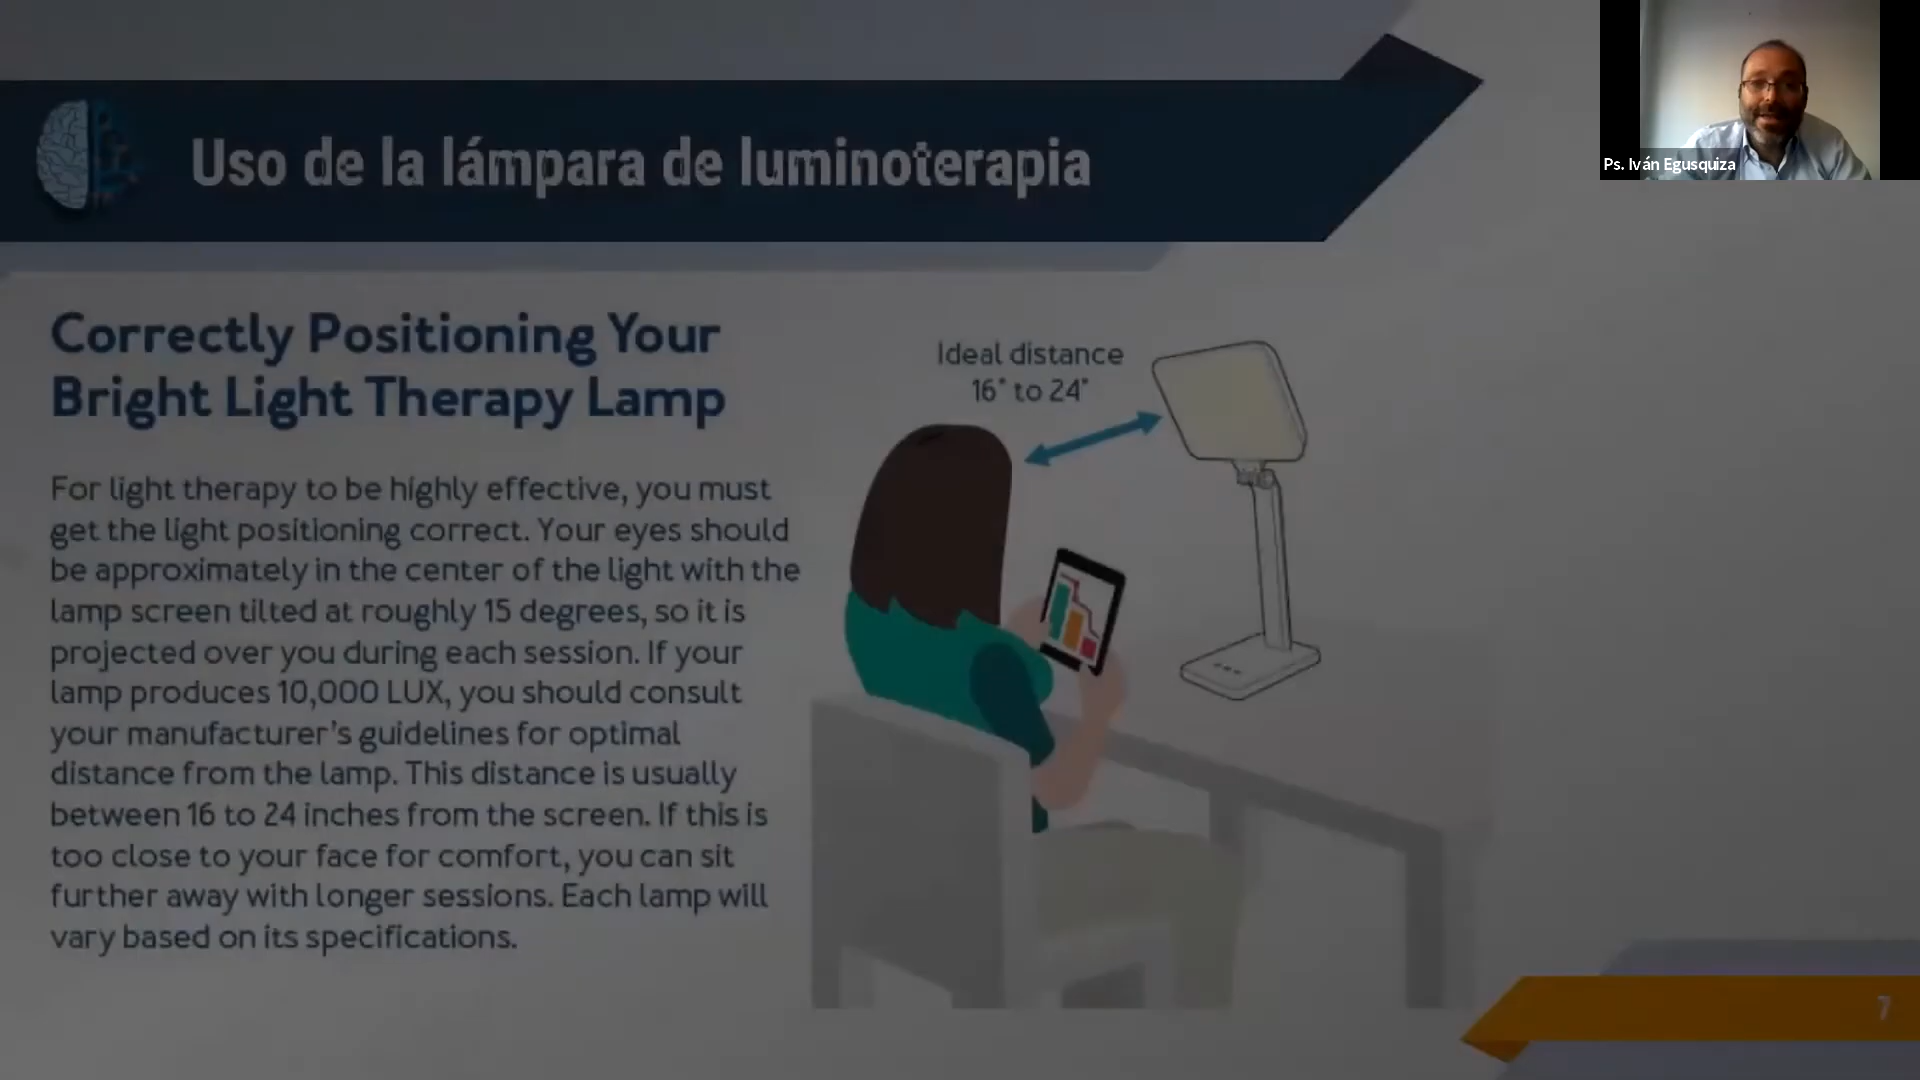 Uso de la lámpara de luminoterapia
Ps. Iván Egusquiza
Correctly Positioning Your
Bright Light Therapy Lamp
For light therapy to be highly effective, you must
get the light positioning correct. Your eyes should
be approximately in the center of the light with the
lamp screen tilted at roughly 15 degrees, so it is
projected over you during each session. If your
lamp produces 10,000 LUX, you should consult
your manufacturer's guidelines for optimal
distance from the lamp. This distance is usually
between 16 to 24 inches from the screen. If this is
too close to your face for comfort, you can sit
further away with longer sessions. Each lamp will
vary based on its specifications.
Ideal distance
16" to 24"
7